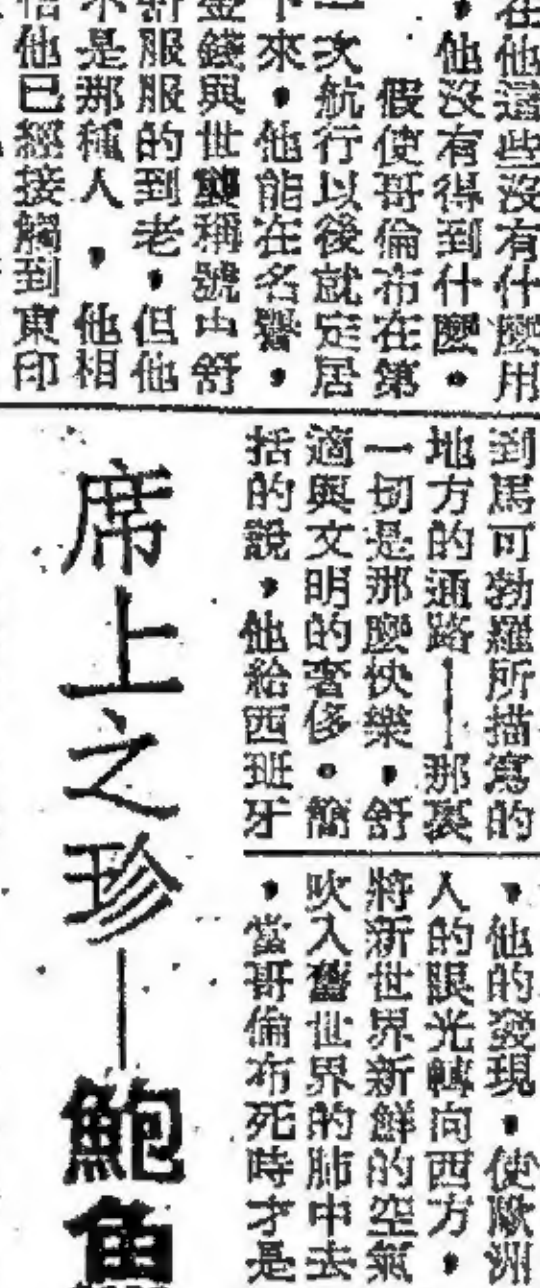 在他這些沒有什麼用
，他沒有得到什麼。
假使哥倫布在第
一次航行以後就定居
下來，他能在名譽，
金錢與世襲稱號中舒
舒服服的到老，但他
不是那種人，他相
信他已經接觸到東印
到馬可勃羅所描寫的
地方的通路——那裏
一切是那麼快樂，舒
適與文明的奢侈。簡
括的說，他給西班牙
，他的發現，使歐洲
人的眼光轉向西方，
將新世界新鮮的空氣
吹入舊世界的肺中去
，當哥倫布死時才是
席上之珍—鮑魚